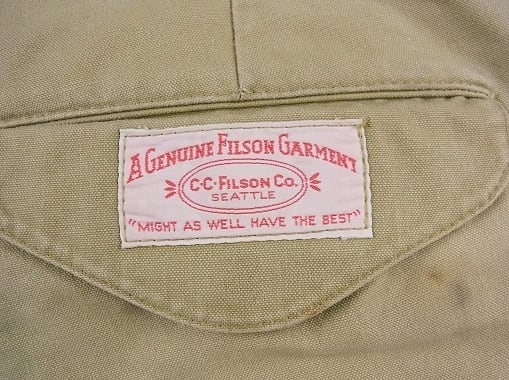 A GENUINE FILSON GARMENT
C·C·FILSON CO.
SEATTLE
"MIGHT AS WELL HAVE THE BEST"